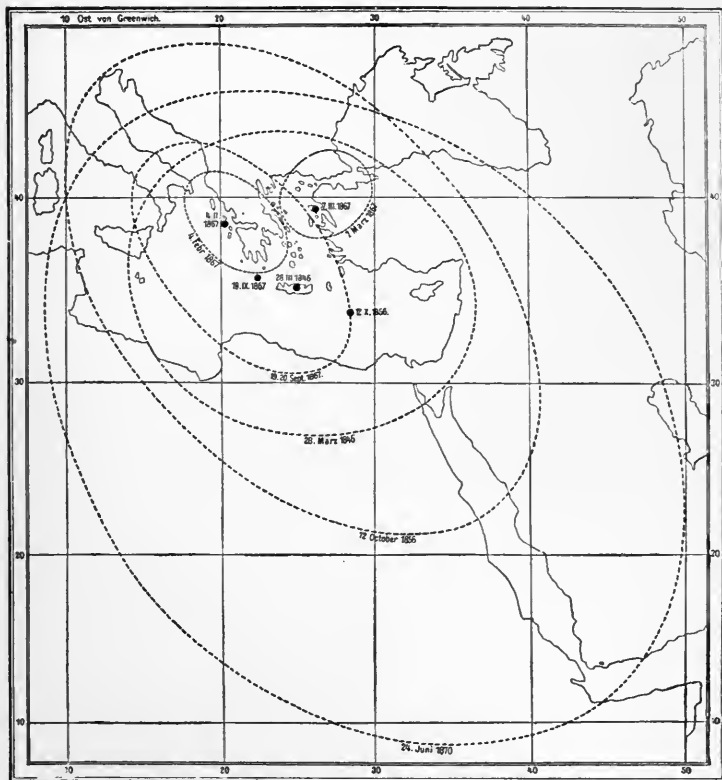 10 Ost von Greenwich. 20 30 40 50
40 40
4. II.
1867
7. III. 1867
4. Febr. 1867
7. März 1867
19. IX. 1867
28. III. 1846
12. X. 1856.
19. 20. Sept. 1867.
30 30
28. März 1846
12 October 1856
20 20
10 10
24. Juni 1870
10 20 30 40 50